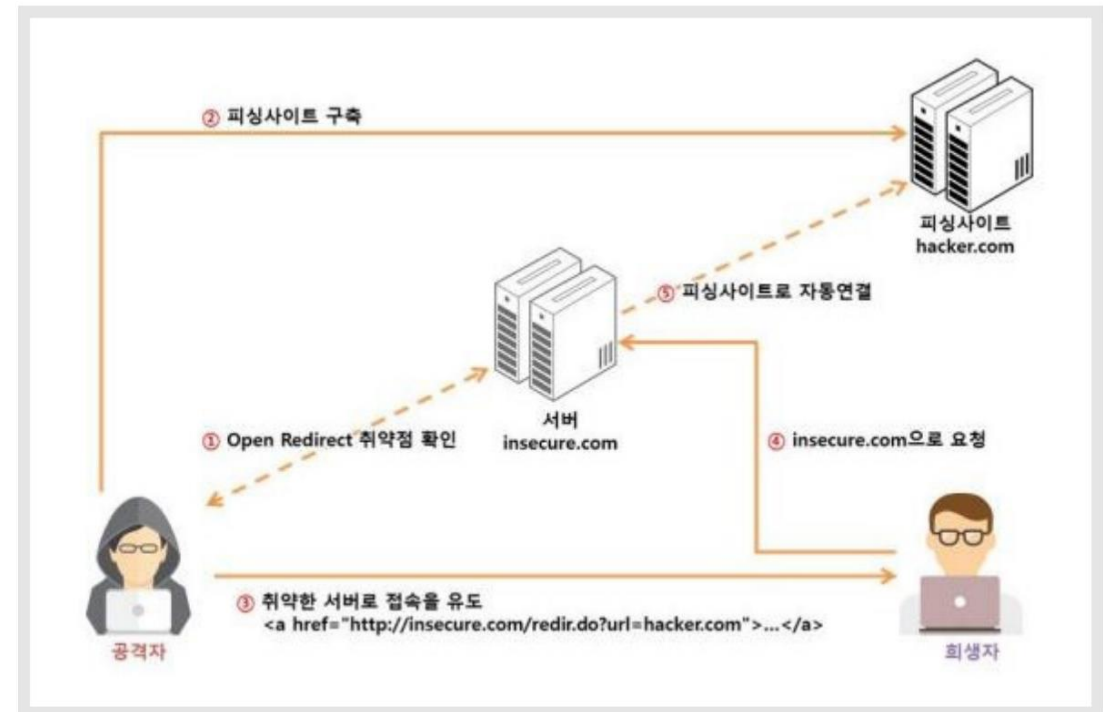 ② 피싱사이트 구축
피싱사이트
hacker.com
⑤ 피싱사이트로 자동연결
서버
insecure.com
① Open Redirect 취약점 확인
④ insecure.com으로 요청
③ 취약한 서버로 접속을 유도
<a href="http://insecure.com/redir.do?url=hacker.com">...</a>
공격자
희생자